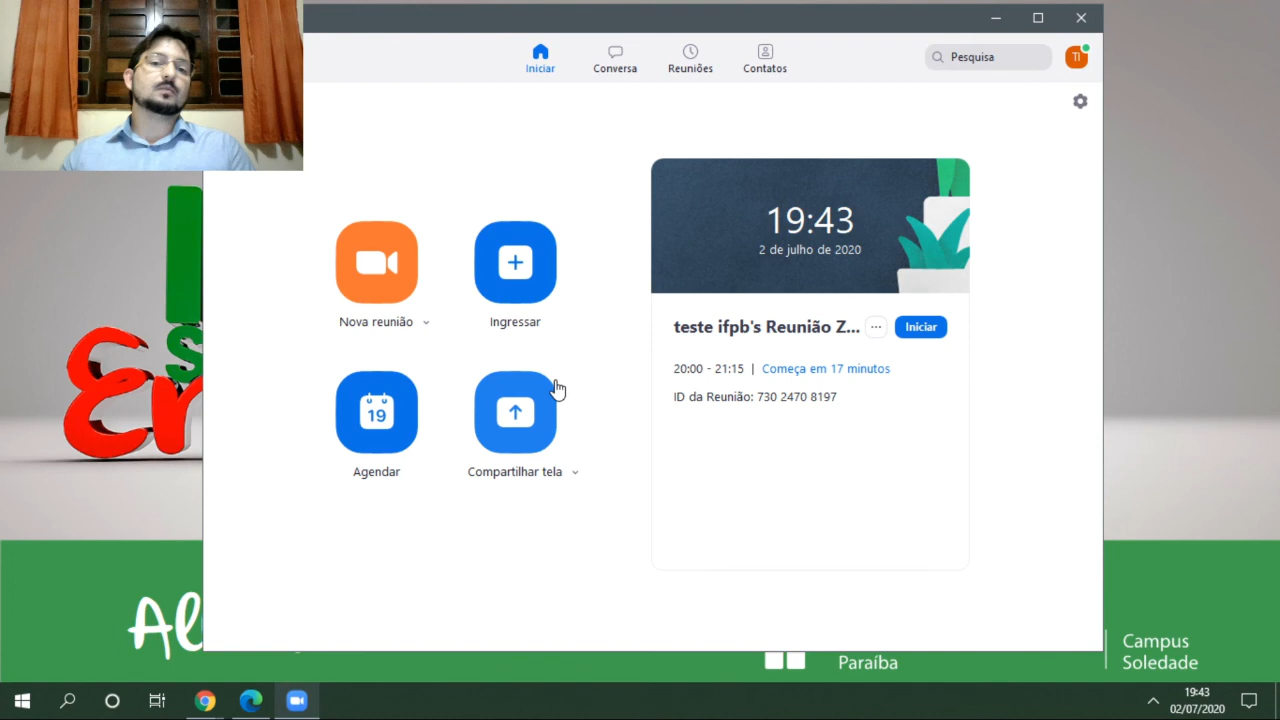 Iniciar
Conversa
Reuniões
Contatos
Pesquisa
TI
19:43
2 de julho de 2020
Nova reunião
Ingressar
teste ifpb's Reunião Z...
Iniciar
20:00 - 21:15 | Começa em 17 minutos
ID da Reunião: 730 2470 8197
19
Agendar
Compartilhar tela
Paraíba
Campus
Soledade
19:43
02/07/2020